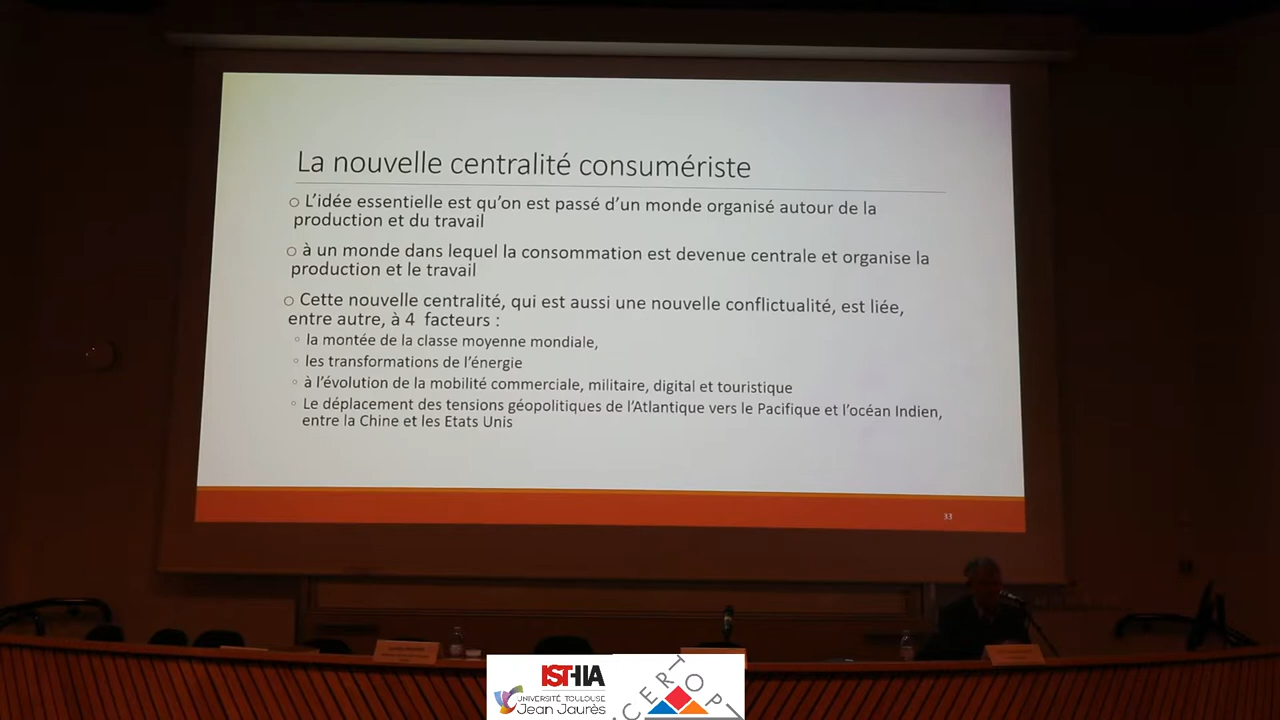 La nouvelle centralité consumériste
o L'idée essentielle est qu'on est passé d'un monde organisé autour de la
production et du travail
o à un monde dans lequel la consommation est devenue centrale et organise la
production et le travail
o Cette nouvelle centralité, qui est aussi une nouvelle conflictualité, est liée,
entre autre, à 4 facteurs :
◦ la montée de la classe moyenne mondiale,
◦ les transformations de l'énergie
◦ à l'évolution de la mobilité commerciale, militaire, digital et touristique
◦ Le déplacement des tensions géopolitiques de l'Atlantique vers le Pacifique et l'océan Indien,
entre la Chine et les Etats Unis
33
ISTHIA
UNIVERSITÉ TOULOUSE
Jean Jaurès
CERTOP